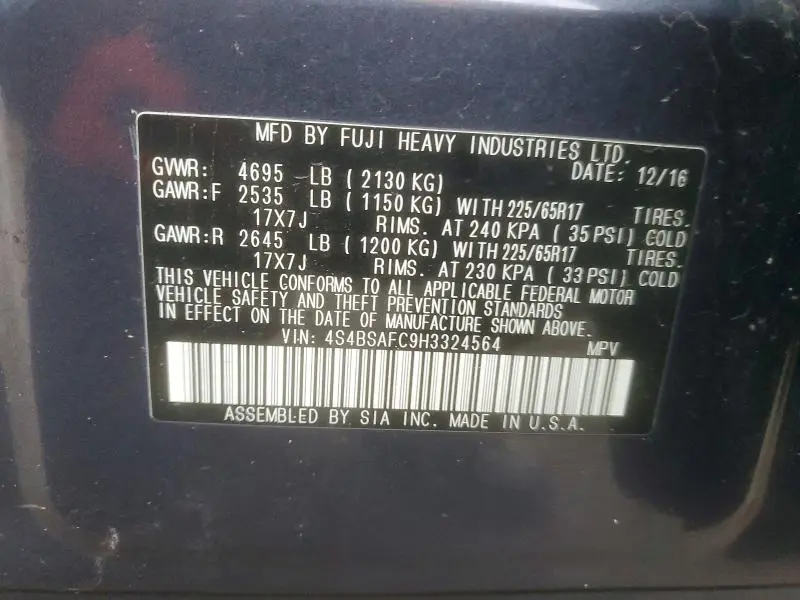 MFD BY FUJI HEAVY INDUSTRIES LTD.
GVWR: 4695 LB ( 2130 KG) DATE: 12/16
GAWR:F 2535 LB ( 1150 KG) WITH 225/65R17 TIRES.
17X7J RIMS. AT 240 KPA ( 35 PSI) COLD
GAWR:R 2645 LB ( 1200 KG) WITH 225/65R17 TIRES.
17X7J RIMS. AT 230 KPA ( 33 PSI) COLD
THIS VEHICLE CONFORMS TO ALL APPLICABLE FEDERAL MOTOR
VEHICLE SAFETY AND THEFT PREVENTION STANDARDS
IN EFFECT ON THE DATE OF MANUFACTURE SHOWN ABOVE.
VIN: 4S4BSAFC9H3324564 MPV
ASSEMBLED BY SIA INC. MADE IN U.S.A.